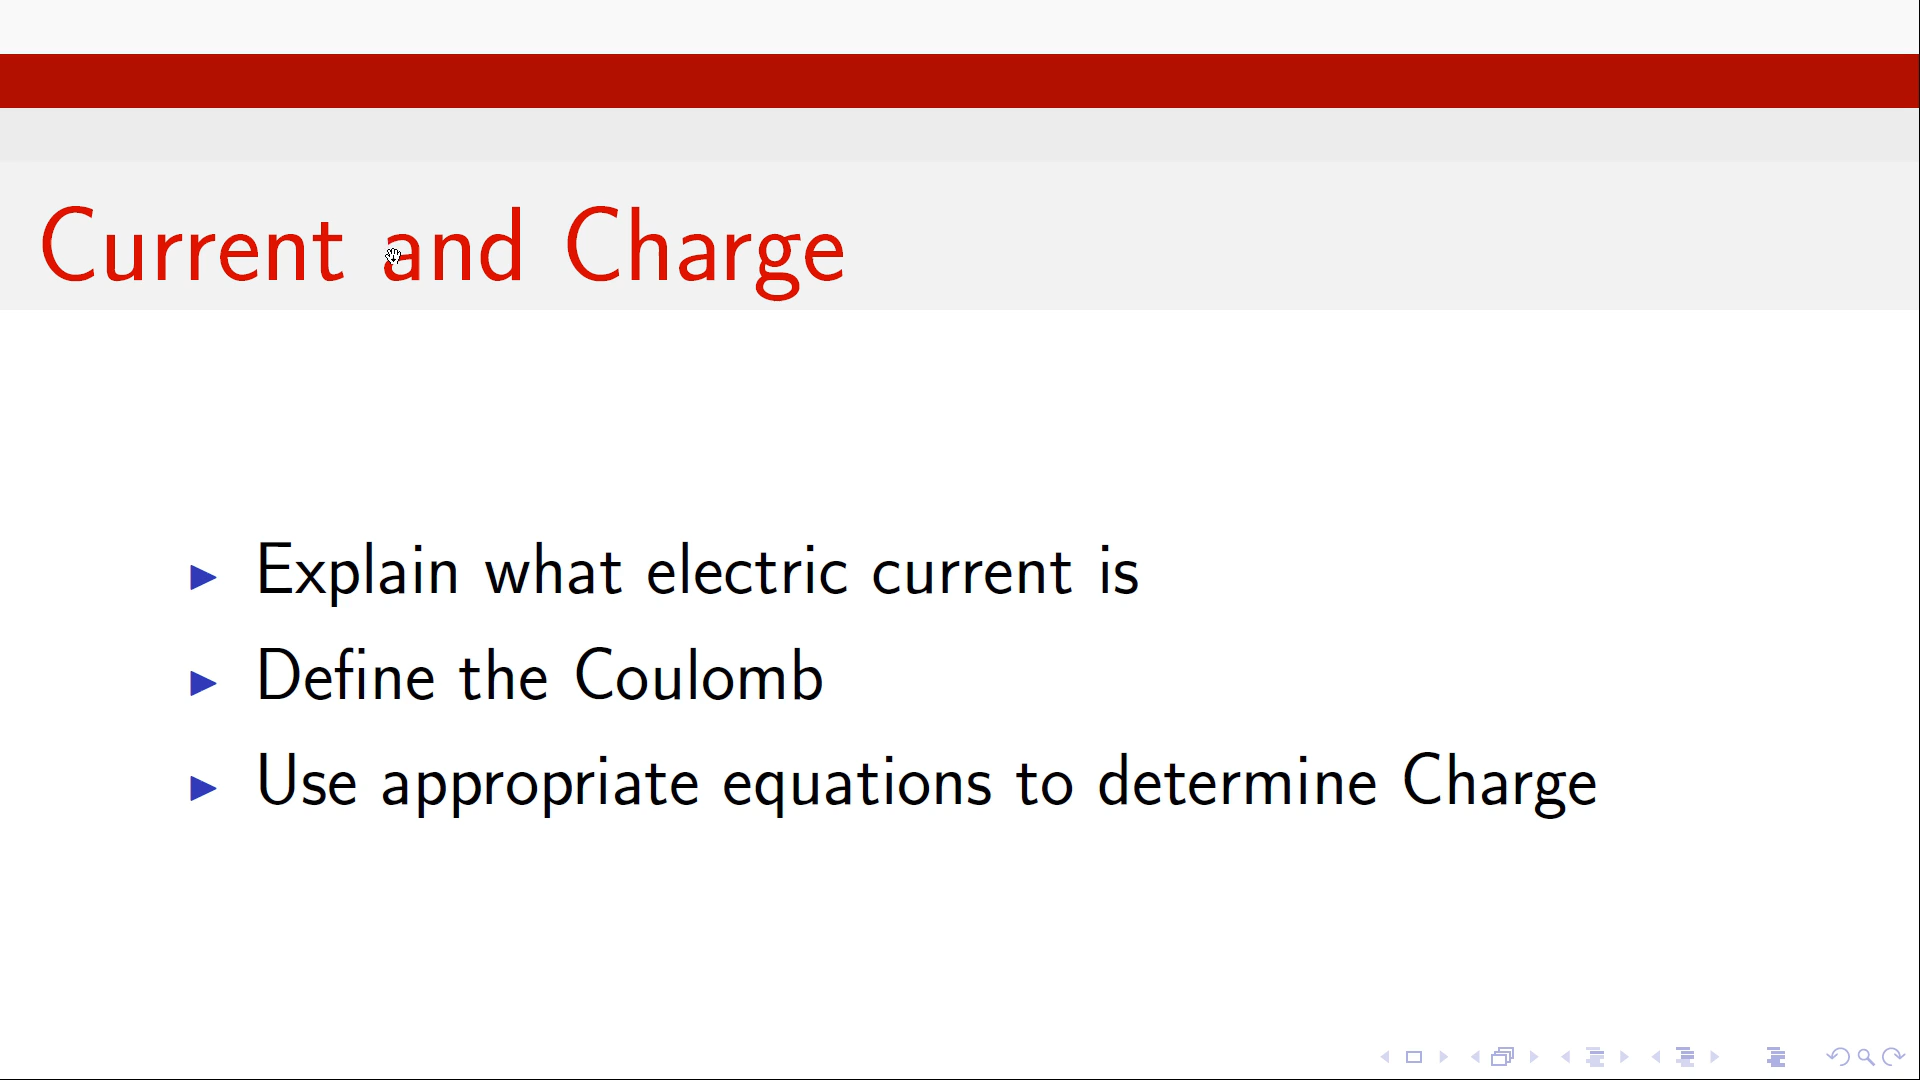 Current and Charge
Explain what electric current is
Define the Coulomb
Use appropriate equations to determine Charge